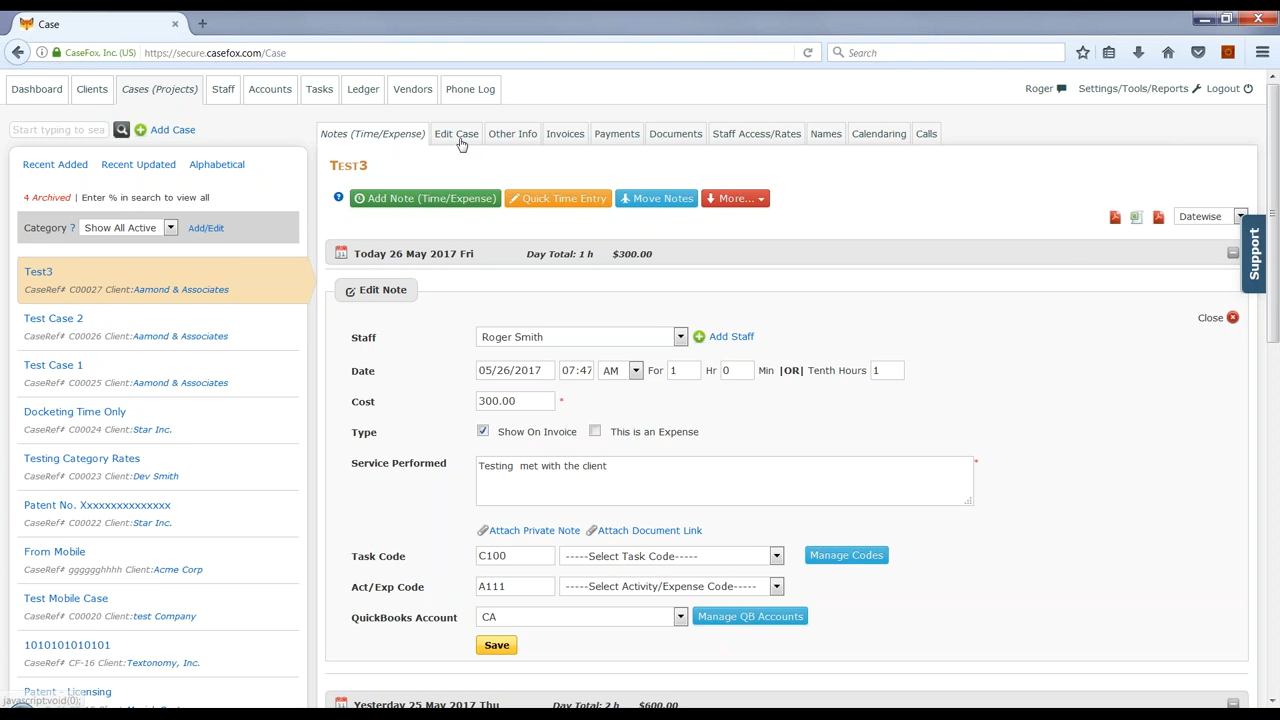 Case
CaseFox, Inc. (US) https://secure.casefox.com/Case Search
Dashboard Clients Cases (Projects) Staff Accounts Tasks Ledger Vendors Phone Log Roger Settings/Tools/Reports Logout
Start typing to sea Add Case
Notes (Time/Expense) Edit Case Other Info Invoices Payments Documents Staff Access/Rates Names Calendaring Calls
Recent Added Recent Updated Alphabetical
4 Archived | Enter % in search to view all
Category ? Show All Active Add/Edit
Test3
CaseRef# C00027 Client:Aamond & Associates
Test Case 2
CaseRef# C00026 Client:Aamond & Associates
Test Case 1
CaseRef# C00025 Client:Aamond & Associates
Docketing Time Only
CaseRef# C00024 Client:Star Inc.
Testing Category Rates
CaseRef# C00023 Client:Dev Smith
Patent No. Xxxxxxxxxxxxxxx
CaseRef# C00022 Client:Star Inc.
From Mobile
CaseRef# ggggghhhh Client:Acme Corp
Test Mobile Case
CaseRef# C00020 Client:test Company
1010101010101
CaseRef# CF-16 Client:Textonomy, Inc.
Patent - Licensing
javascript:void(0);
TEST3
Add Note (Time/Expense) Quick Time Entry Move Notes More...
Datewise
Today 26 May 2017 Fri Day Total: 1 h $300.00
Support
Edit Note
Close
Staff Roger Smith Add Staff
Date 05/26/2017 07:47 AM For 1 Hr 0 Min |OR| Tenth Hours 1
Cost 300.00 *
Type Show On Invoice This is an Expense
Service Performed Testing met with the client *
Attach Private Note Attach Document Link
Task Code C100 -----Select Task Code----- Manage Codes
Act/Exp Code A111 -----Select Activity/Expense Code----- 
QuickBooks Account CA Manage QB Accounts
Save
Yesterday 25 May 2017 Thu Day Total: 2 h $600.00